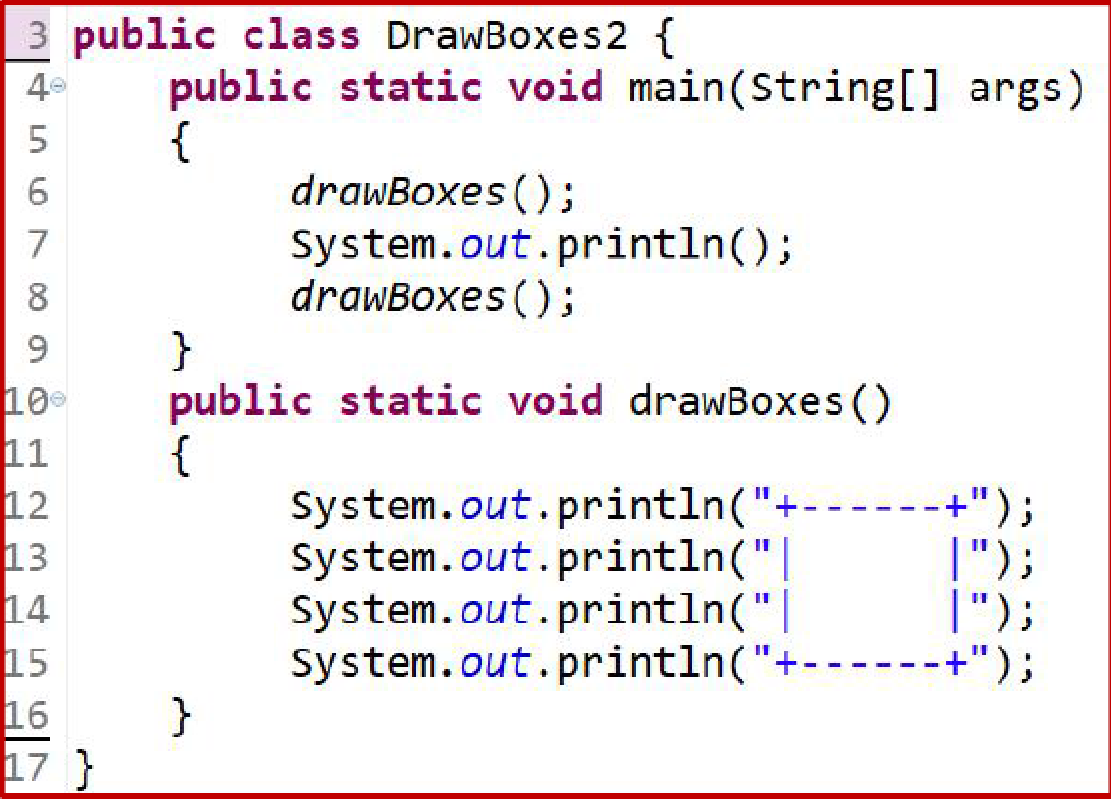 3 public class DrawBoxes2 {
4 public static void main(String[] args)
5 {
6 drawBoxes();
7 System.out.println();
8 drawBoxes();
9 }
10 public static void drawBoxes()
11 {
12 System.out.println("+------+");
13 System.out.println("|      |");
14 System.out.println("|      |");
15 System.out.println("+------+");
16 }
17 }